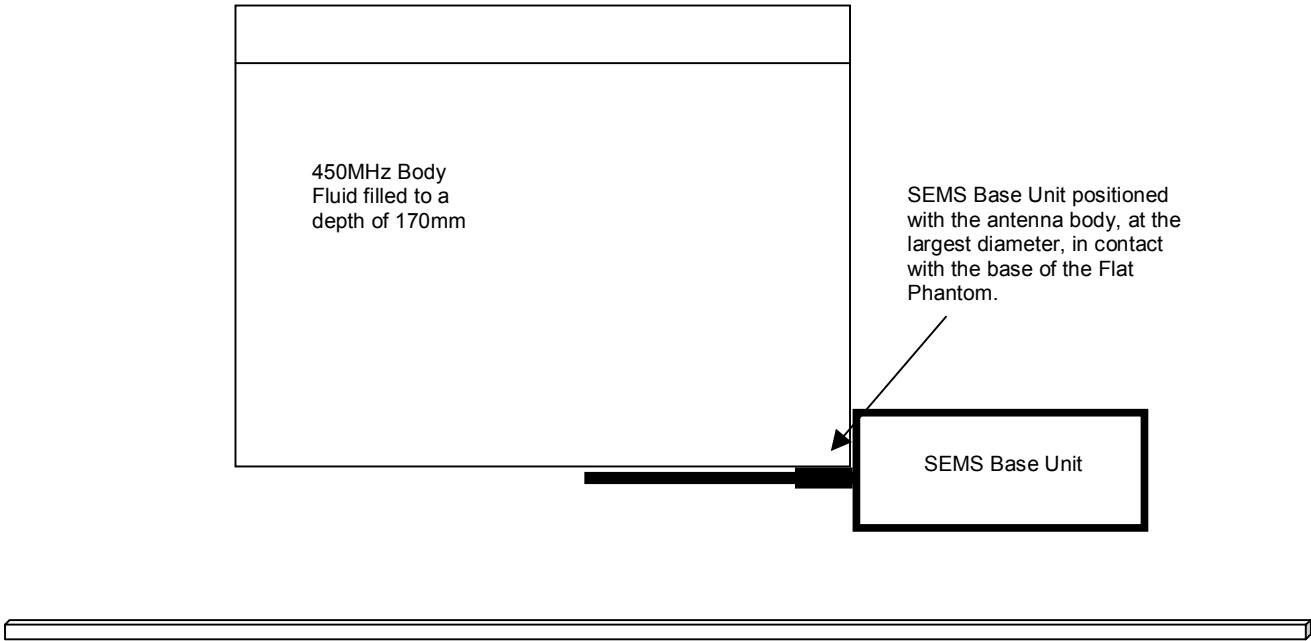 450MHz Body
Fluid filled to a
depth of 170mm
SEMS Base Unit positioned
with the antenna body, at the
largest diameter, in contact
with the base of the Flat
Phantom.
SEMS Base Unit